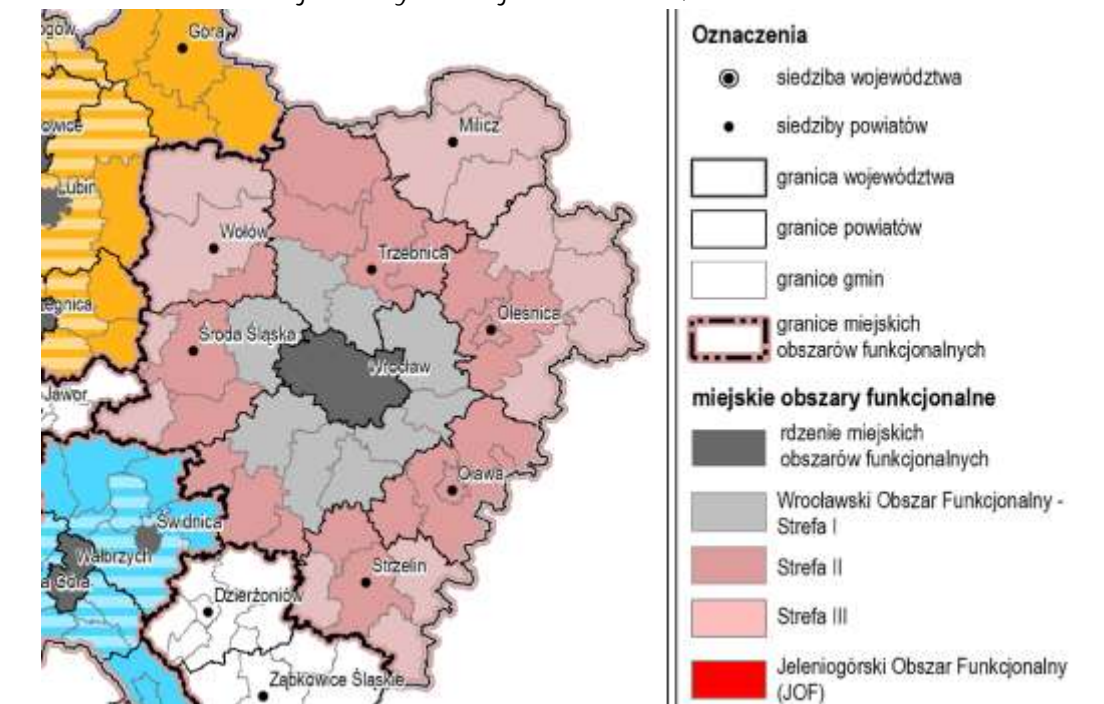 Góra
Milicz
Lubin
Wołów
Trzebnica
Oleśnica
Środa Śląska
Wrocław
Jawor
Oława
Świdnica
Wałbrzych
Strzelin
Dzierżoniów
Ząbkowice Śląskie
Oznaczenia
siedziba województwa
siedziby powiatów
granica województwa
granice powiatów
granice gmin
granice miejskich
obszarów funkcjonalnych
miejskie obszary funkcjonalne
rdzenie miejskich
obszarów funkcjonalnych
Wrocławski Obszar Funkcjonalny -
Strefa I
Strefa II
Strefa III
Jeleniogórski Obszar Funkcjonalny
(JOF)